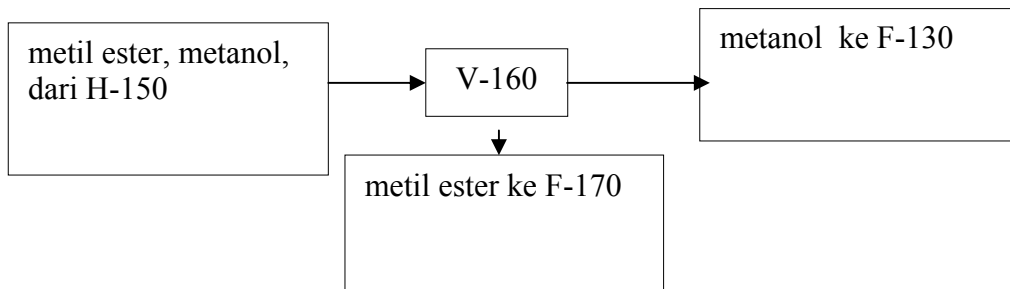 metil ester, metanol,
dari H-150
V-160
metanol  ke F-130
metil ester ke F-170